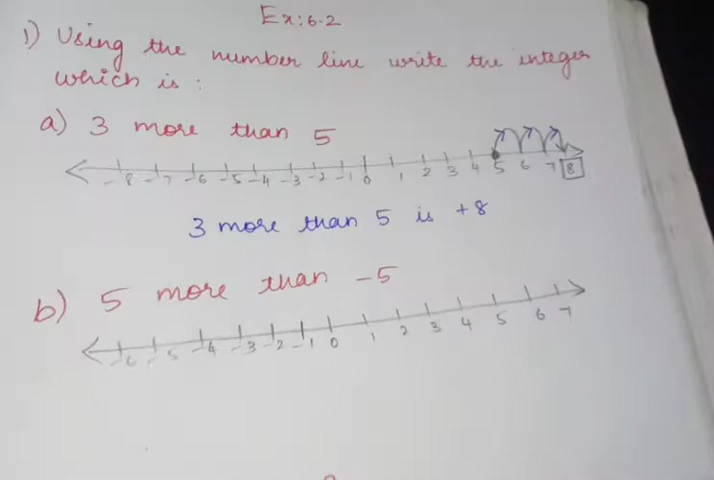 Ex:6.2
1) Using the number line write the integer
which is :
a) 3 more than 5
-8 -7 -6 -5 -4 -3 -2 -1 0 1 2 3 4 5 6 7 8
3 more than 5 is +8
b) 5 more than -5
-6 -5 -4 -3 -2 -1 0 1 2 3 4 5 6 7